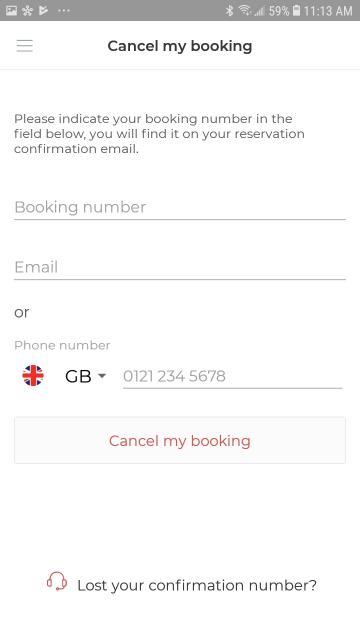 59% 11:13 AM
Cancel my booking
Please indicate your booking number in the
field below, you will find it on your reservation
confirmation email.
Booking number
Email
or
Phone number
GB 0121 234 5678
Cancel my booking
Lost your confirmation number?